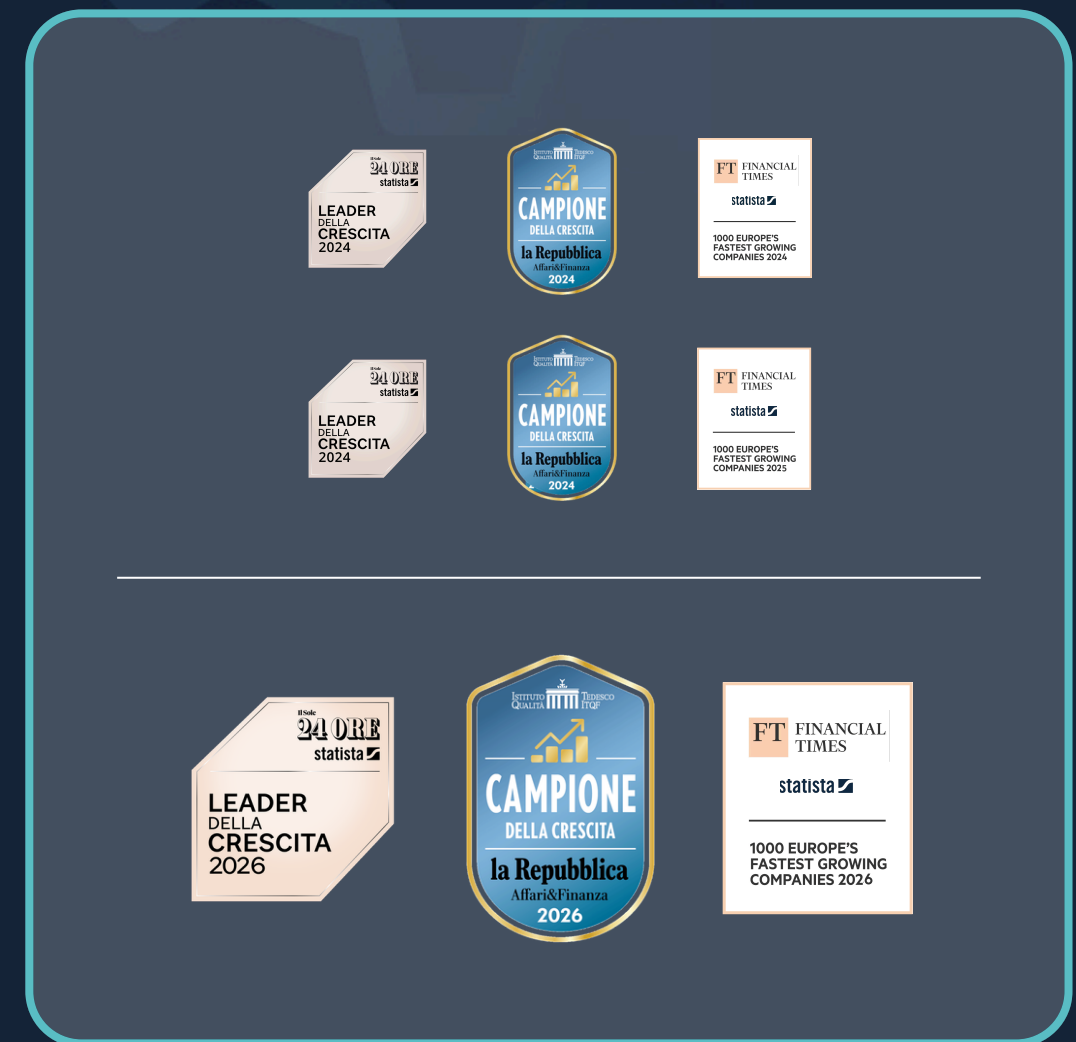 Il Sole
24 ORE
statista
LEADER
DELLA
CRESCITA
2024
ISTITUTO TEDESCO
QUALITÀ ITQF
CAMPIONE
DELLA CRESCITA
la Repubblica
Affari&Finanza
2024
FT FINANCIAL
TIMES
statista
1000 EUROPE'S
FASTEST GROWING
COMPANIES 2024
Il Sole
24 ORE
statista
LEADER
DELLA
CRESCITA
2024
ISTITUTO TEDESCO
QUALITÀ ITQF
CAMPIONE
DELLA CRESCITA
la Repubblica
Affari&Finanza
2024
FT FINANCIAL
TIMES
statista
1000 EUROPE'S
FASTEST GROWING
COMPANIES 2025
Il Sole
24 ORE
statista
LEADER
DELLA
CRESCITA
2026
ISTITUTO TEDESCO
QUALITÀ ITQF
CAMPIONE
DELLA CRESCITA
la Repubblica
Affari&Finanza
2026
FT FINANCIAL
TIMES
statista
1000 EUROPE'S
FASTEST GROWING
COMPANIES 2026